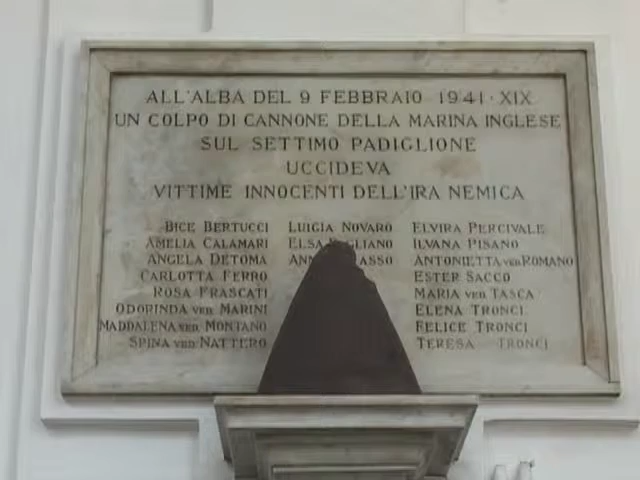 ALL'ALBA DEL 9 FEBBRAIO 1941·XIX
UN COLPO DI CANNONE DELLA MARINA INGLESE
SUL SETTIMO PADIGLIONE
UCCIDEVA
VITTIME INNOCENTI DELL'IRA NEMICA
BICE BERTUCCI LUIGIA NOVARO ELVIRA PERCIVALE
AMELIA CALAMARI ELSA ILVANA PISANO
ANGELA DETOMA ANTONIETTA VED ROMANO
CARLOTTA FERRO ESTER SACCO
ROSA FRASCATI MARIA VED TASCA
ODORINDA VED MARINI ELENA TRONCI
MADDALENA VED MONTANO FELICE TRONCI
SPINA VED NATTERO TERESA TRONCI